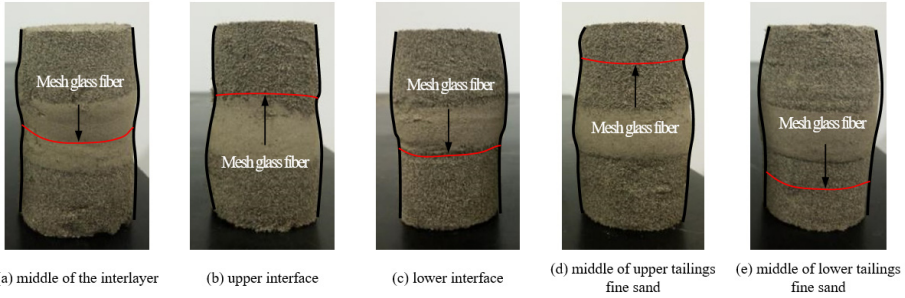 Mesh glass fiber
Mesh glass fiber
Mesh glass fiber
Mesh glass fiber
Mesh glass fiber
a) middle of the interlayer
(b) upper interface
(c) lower interface
(d) middle of upper tailings
fine sand
(e) middle of lower tailings
fine sand